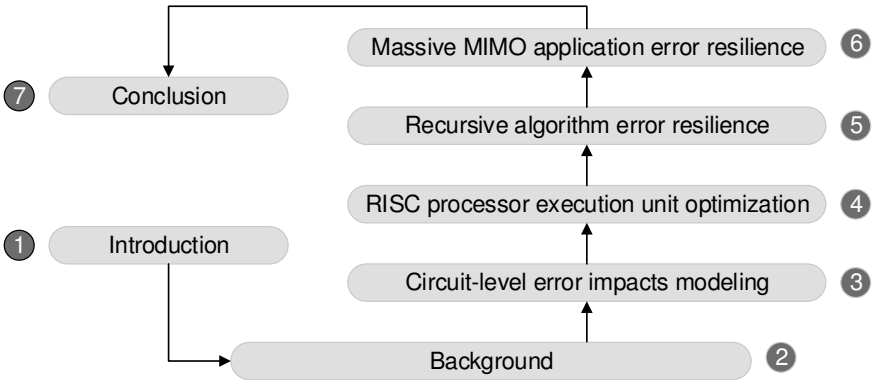 Massive MIMO application error resilience 6
7 Conclusion
Recursive algorithm error resilience 5
RISC processor execution unit optimization 4
1 Introduction
Circuit-level error impacts modeling 3
Background 2